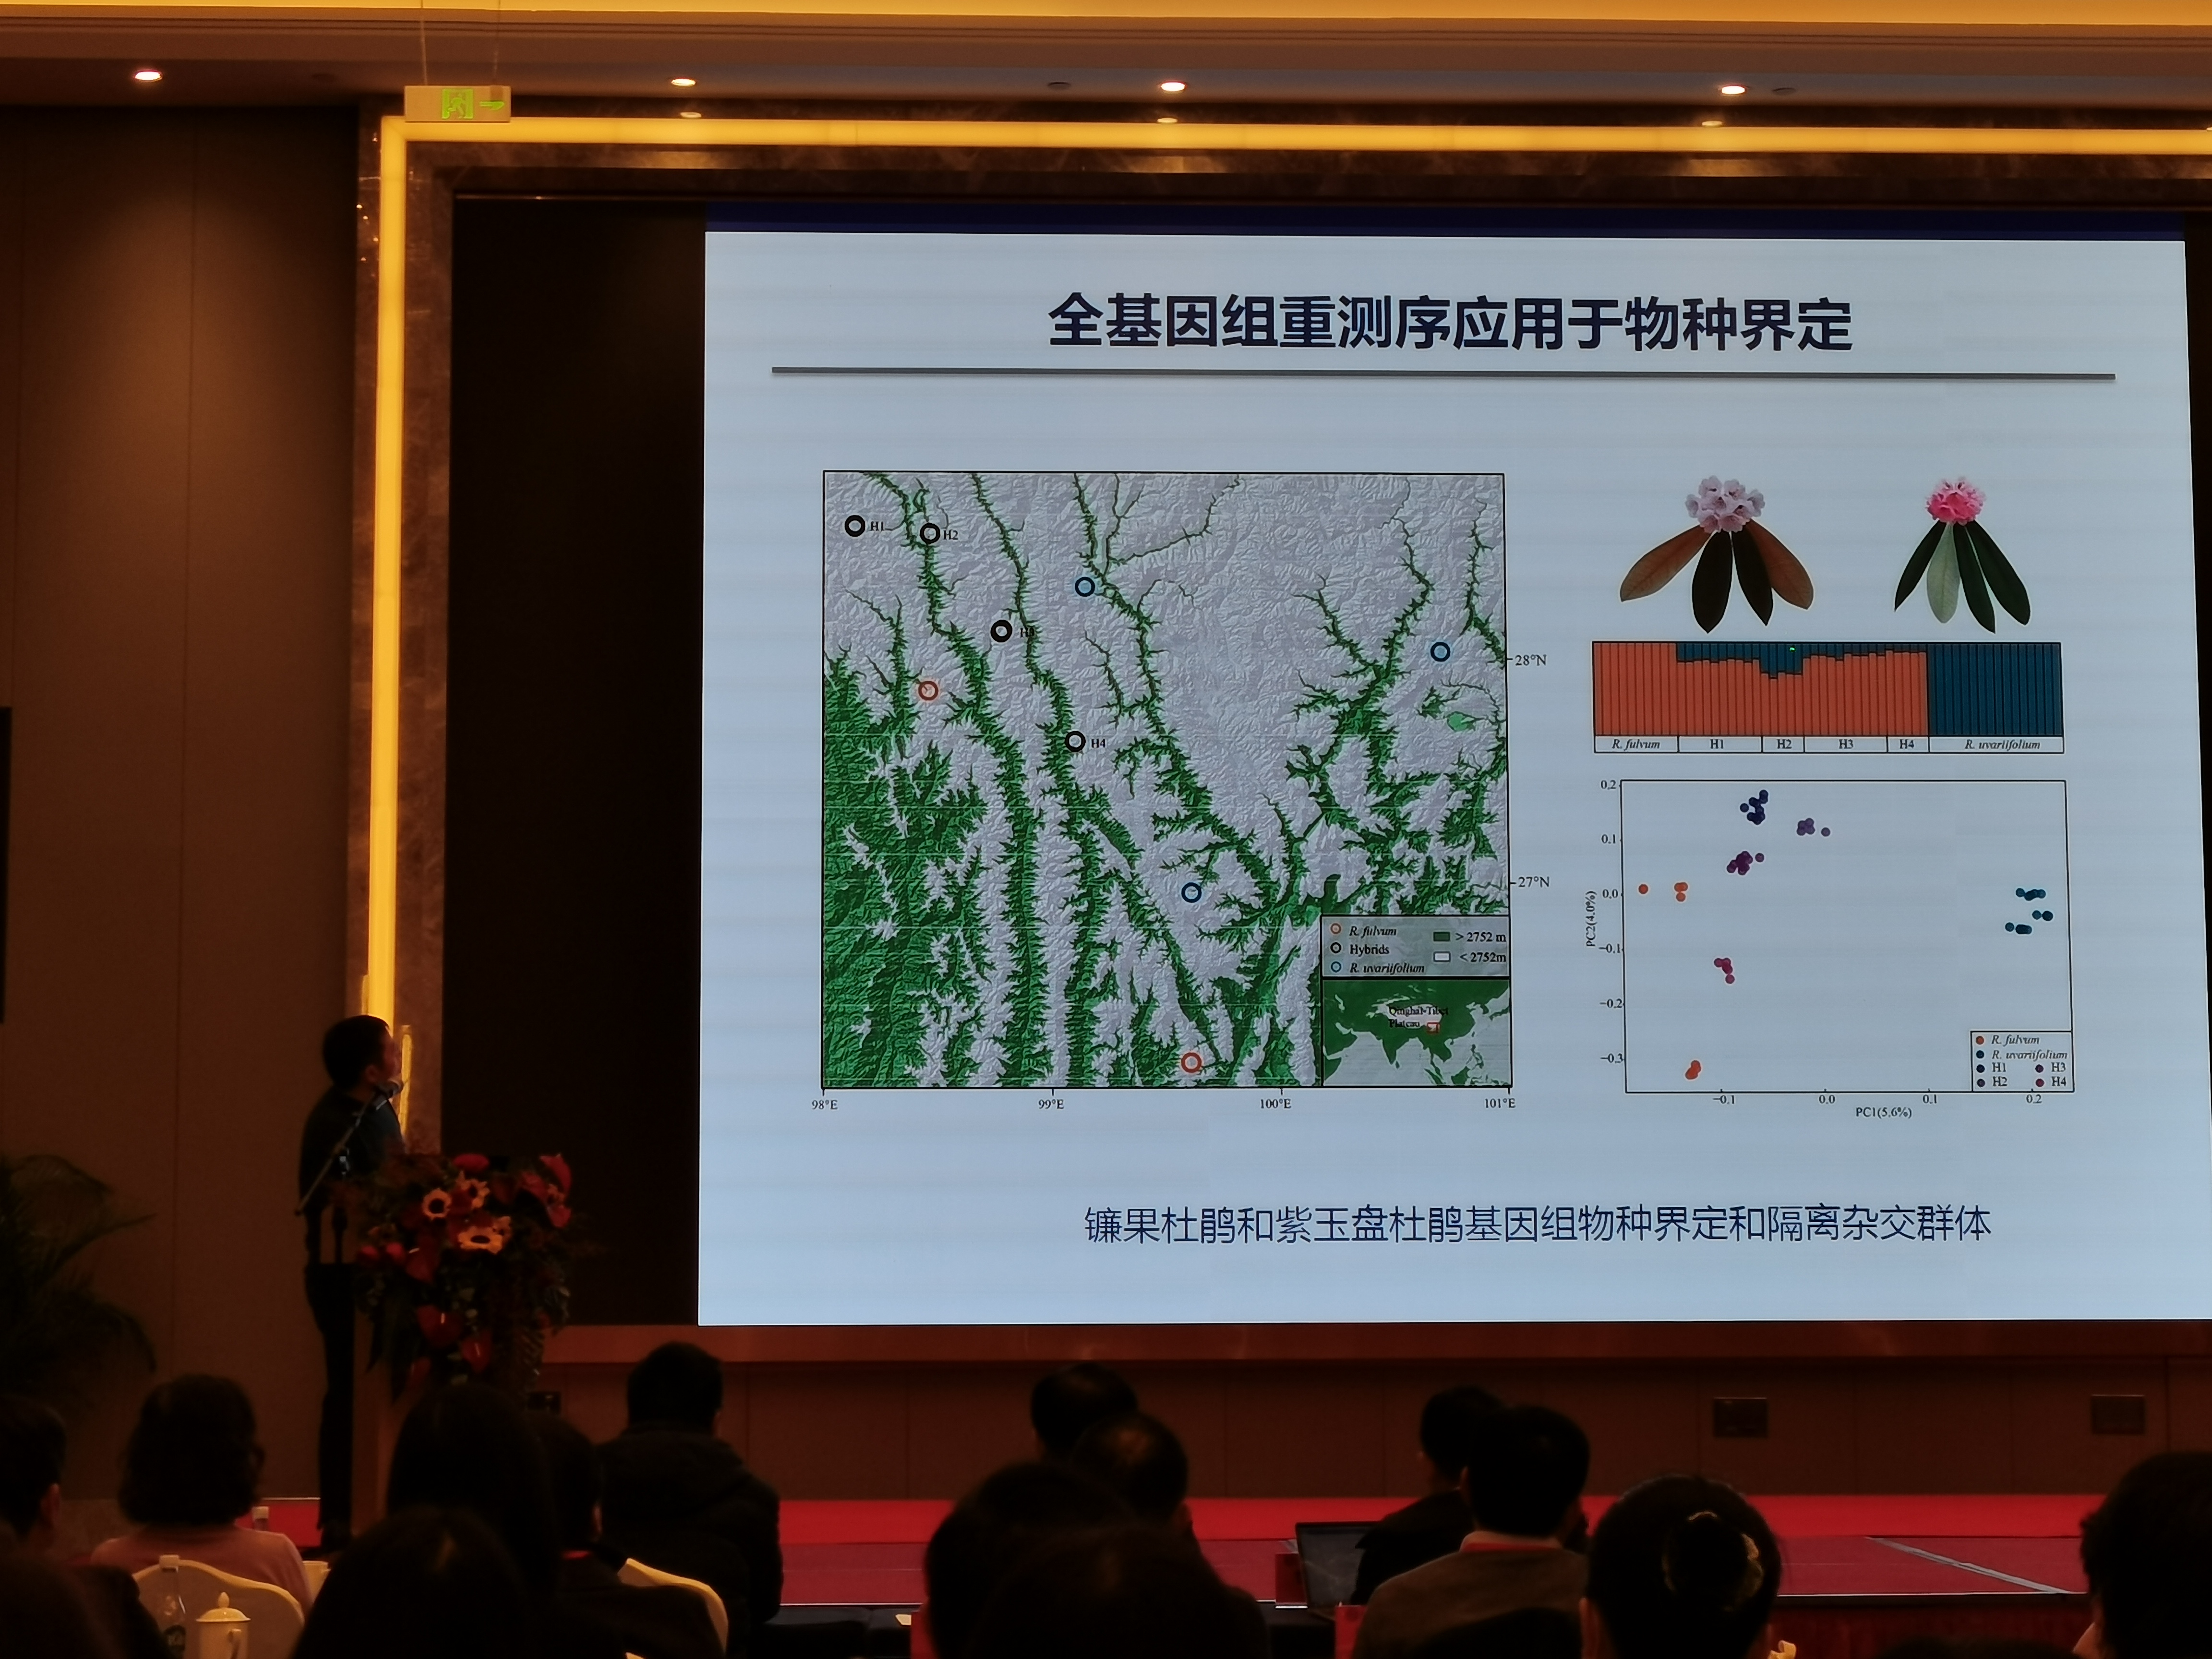 全基因组重测序应用于物种界定
H1
H2
H3
H4
28°N
27°N
R. fulvum
Hybrids
R. uvariifolium
> 2752 m
< 2752m
Qinghai-Tibet
Plateau
98°E
99°E
100°E
101°E
R. fulvum
H1
H2
H3
H4
R. uvariifolium
0.2
0.1
0.0
−0.1
−0.2
−0.3
PC2(4.0%)
R. fulvum
R. uvariifolium
H1
H3
H2
H4
−0.1
0.0
0.1
0.2
PC1(5.6%)
镰果杜鹃和紫玉盘杜鹃基因组物种界定和隔离杂交群体